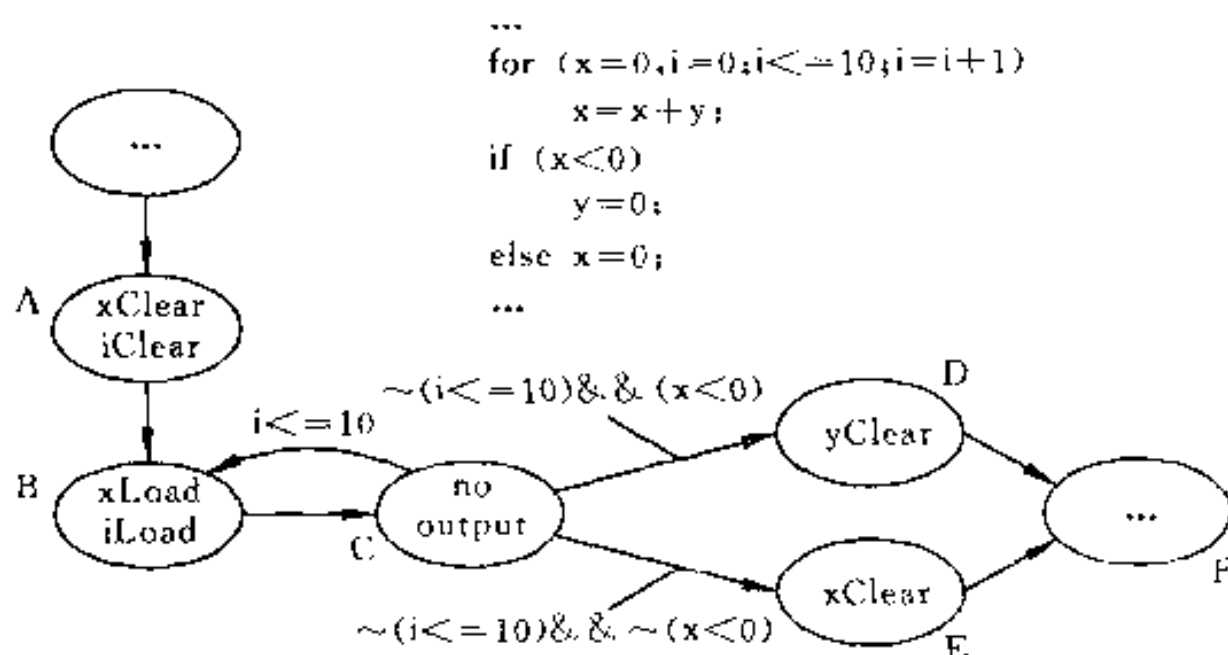 ...
for (x=0,i=0;i<=10;i=i+1)
x=x+y;
if (x<0)
y=0;
else x=0;
...
...
A
xClear
iClear
~(i<=10)&&(x<0)
D
yClear
i<=10
B
xLoad
iLoad
no
output
C
...
F
xClear
E
~(i<=10)&&~(x<0)